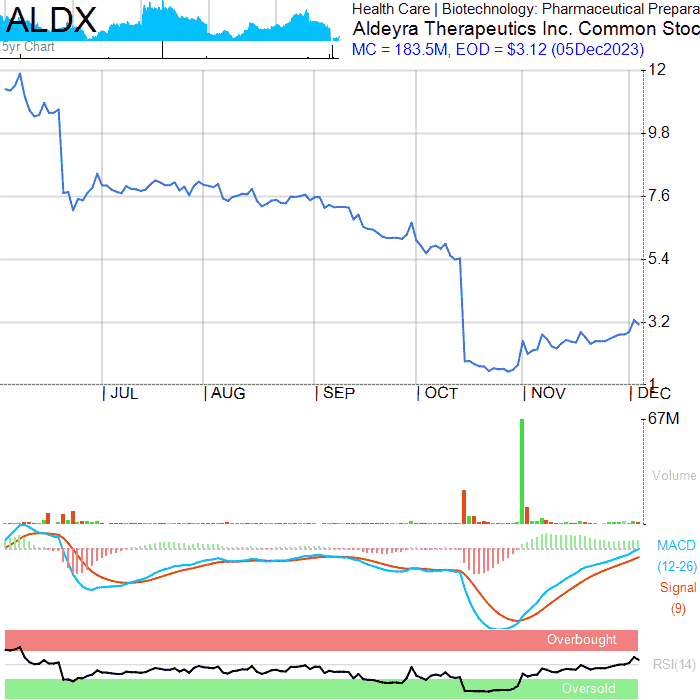 ALDX
5yr Chart
Health Care | Biotechnology: Pharmaceutical Prepara
Aldeyra Therapeutics Inc. Common Stoc
MC = 183.5M, EOD = $3.12 (05Dec2023)
12
9.8
7.6
5.4
3.2
1
JUL
AUG
SEP
OCT
NOV
DEC
67M
Volume
MACD
(12-26)
Signal
(9)
Overbought
RSI(14)
Oversold